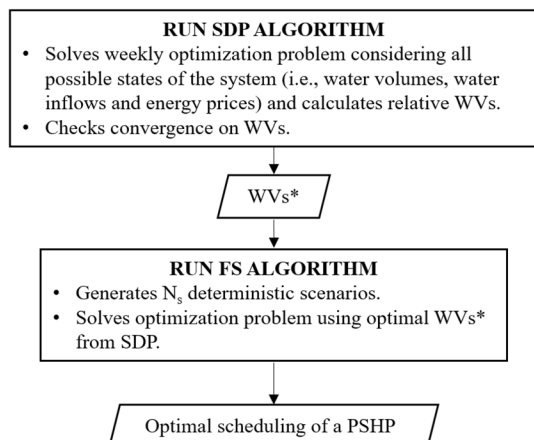 RUN SDP ALGORITHM
• Solves weekly optimization problem considering all
possible states of the system (i.e., water volumes, water
inflows and energy prices) and calculates relative WVs.
• Checks convergence on WVs.
WVs*
RUN FS ALGORITHM
• Generates Ns deterministic scenarios.
• Solves optimization problem using optimal WVs*
from SDP.
Optimal scheduling of a PSHP